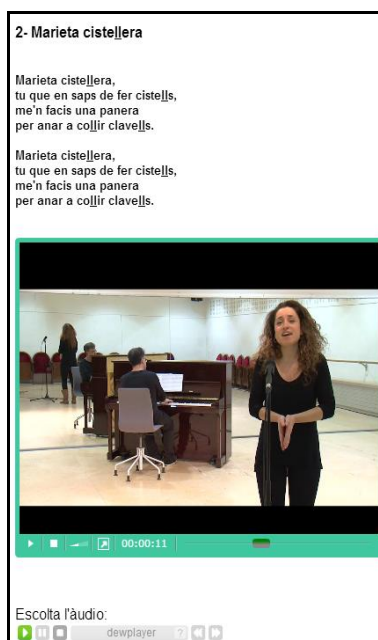 2- Marieta cistellera
Marieta cistellera,
tu que en saps de fer cistells,
me'n facis una panera
per anar a collir clavells.
Marieta cistellera,
tu que en saps de fer cistells,
me'n facis una panera
per anar a collir clavells.
00:00:11
Escolta l'àudio:
dewplayer ?